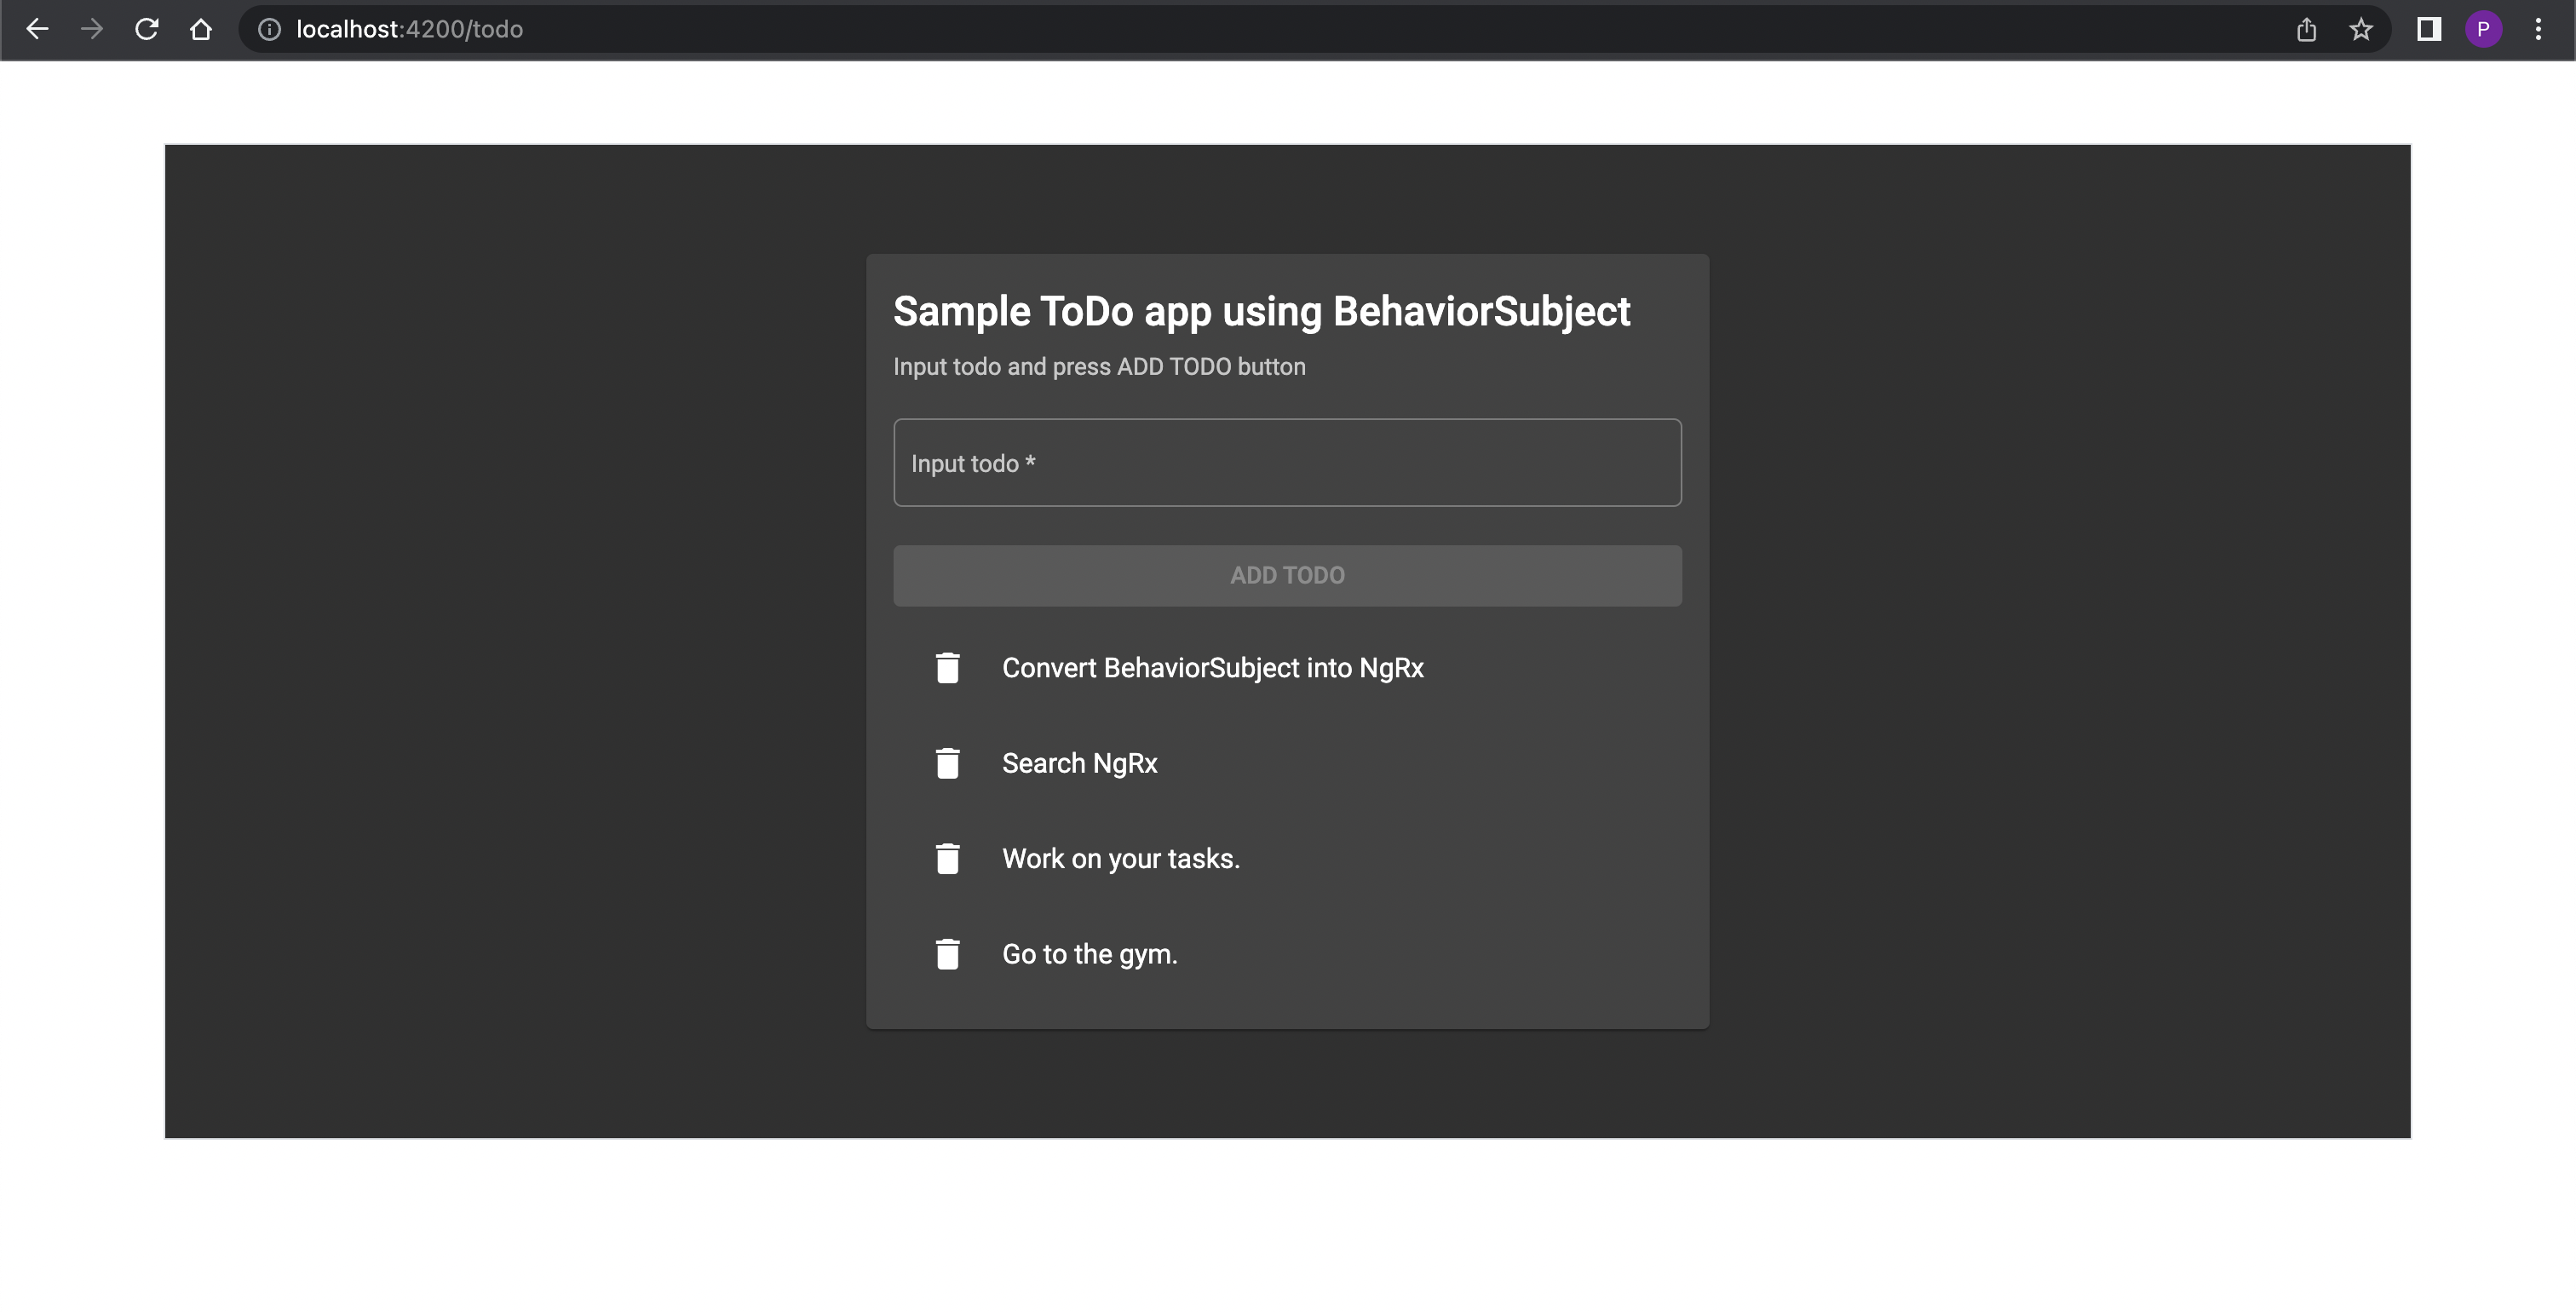 localhost:4200/todo
P
Sample ToDo app using BehaviorSubject
Input todo and press ADD TODO button
Input todo *
ADD TODO
Convert BehaviorSubject into NgRx
Search NgRx
Work on your tasks.
Go to the gym.